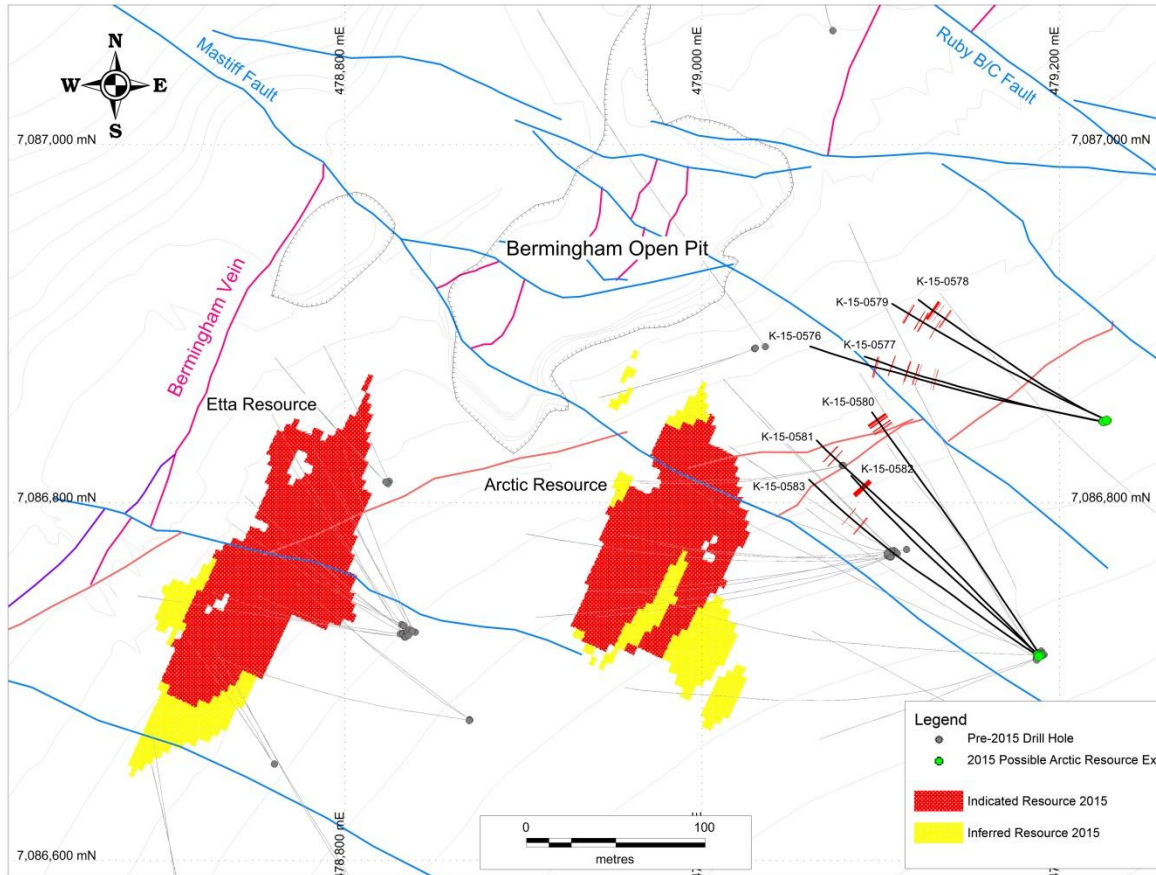 478,800 mE
479,000 mE
479,200 mE
N
W
E
S
Mastiff Fault
Ruby B/C Fault
7,087,000 mN
7,087,000 mN
Bermingham Open Pit
Bermingham Vein
K-15-0578
K-15-0579
K-15-0576
K-15-0577
Etta Resource
K-15-0580
K-15-0581
K-15-0582
Arctic Resource
K-15-0583
7,086,800 mN
7,086,800 mN
Legend
Pre-2015 Drill Hole
2015 Possible Arctic Resource Ex
Indicated Resource 2015
Inferred Resource 2015
0
100
metres
7,086,600 mN
478,800 mE